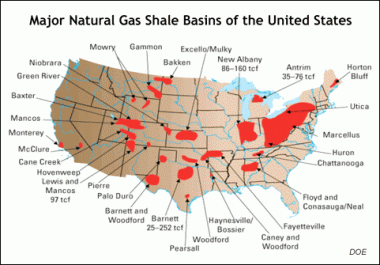 Major Natural Gas Shale Basins of the United States
Mowry
Gammon
Bakken
Excello/Mulky
New Albany
86–160 tcf
Antrim
35–76 tcf
Horton
Bluff
Niobrara
Green River
Baxter
Mancos
Monterey
McClure
Cane Creek
Hovenweep
Lewis and
Mancos
97 tcf
Pierre
Palo Duro
Barnett and
Woodford
Barnett
25–252 tcf
Pearsall
Woodford
Haynesville/
Bossier
Caney and
Woodford
Fayetteville
Floyd and
Conasauga/Neal
Chattanooga
Huron
Marcellus
Utica
DOE